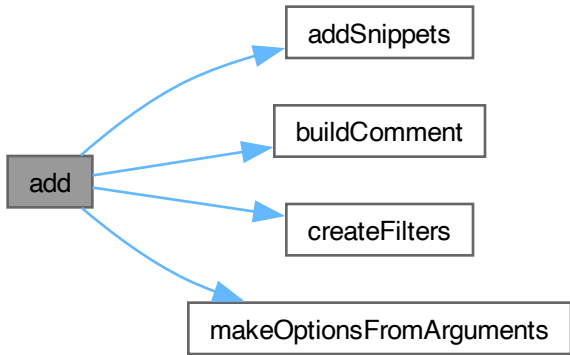 addSnippets
buildComment
add
createFilters
makeOptionsFromArguments